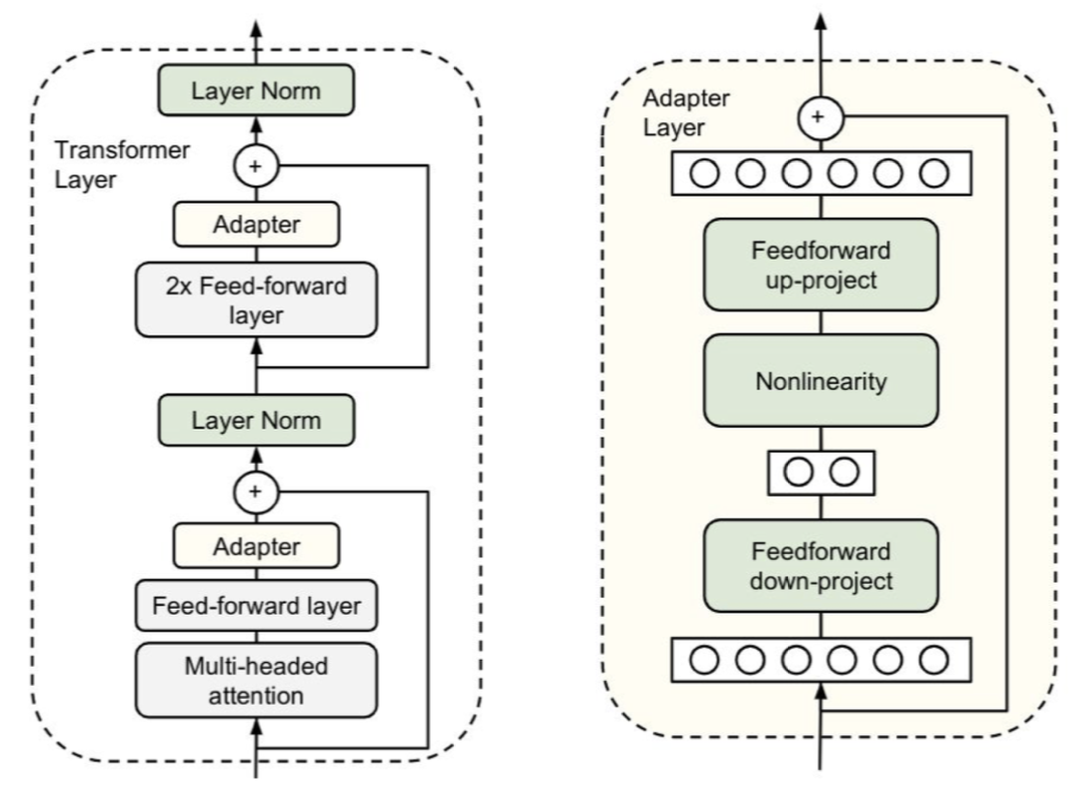 Layer Norm
Transformer
Layer
+
Adapter
2x Feed-forward
layer
Layer Norm
+
Adapter
Feed-forward layer
Multi-headed
attention
Adapter
Layer
+
Feedforward
up-project
Nonlinearity
Feedforward
down-project